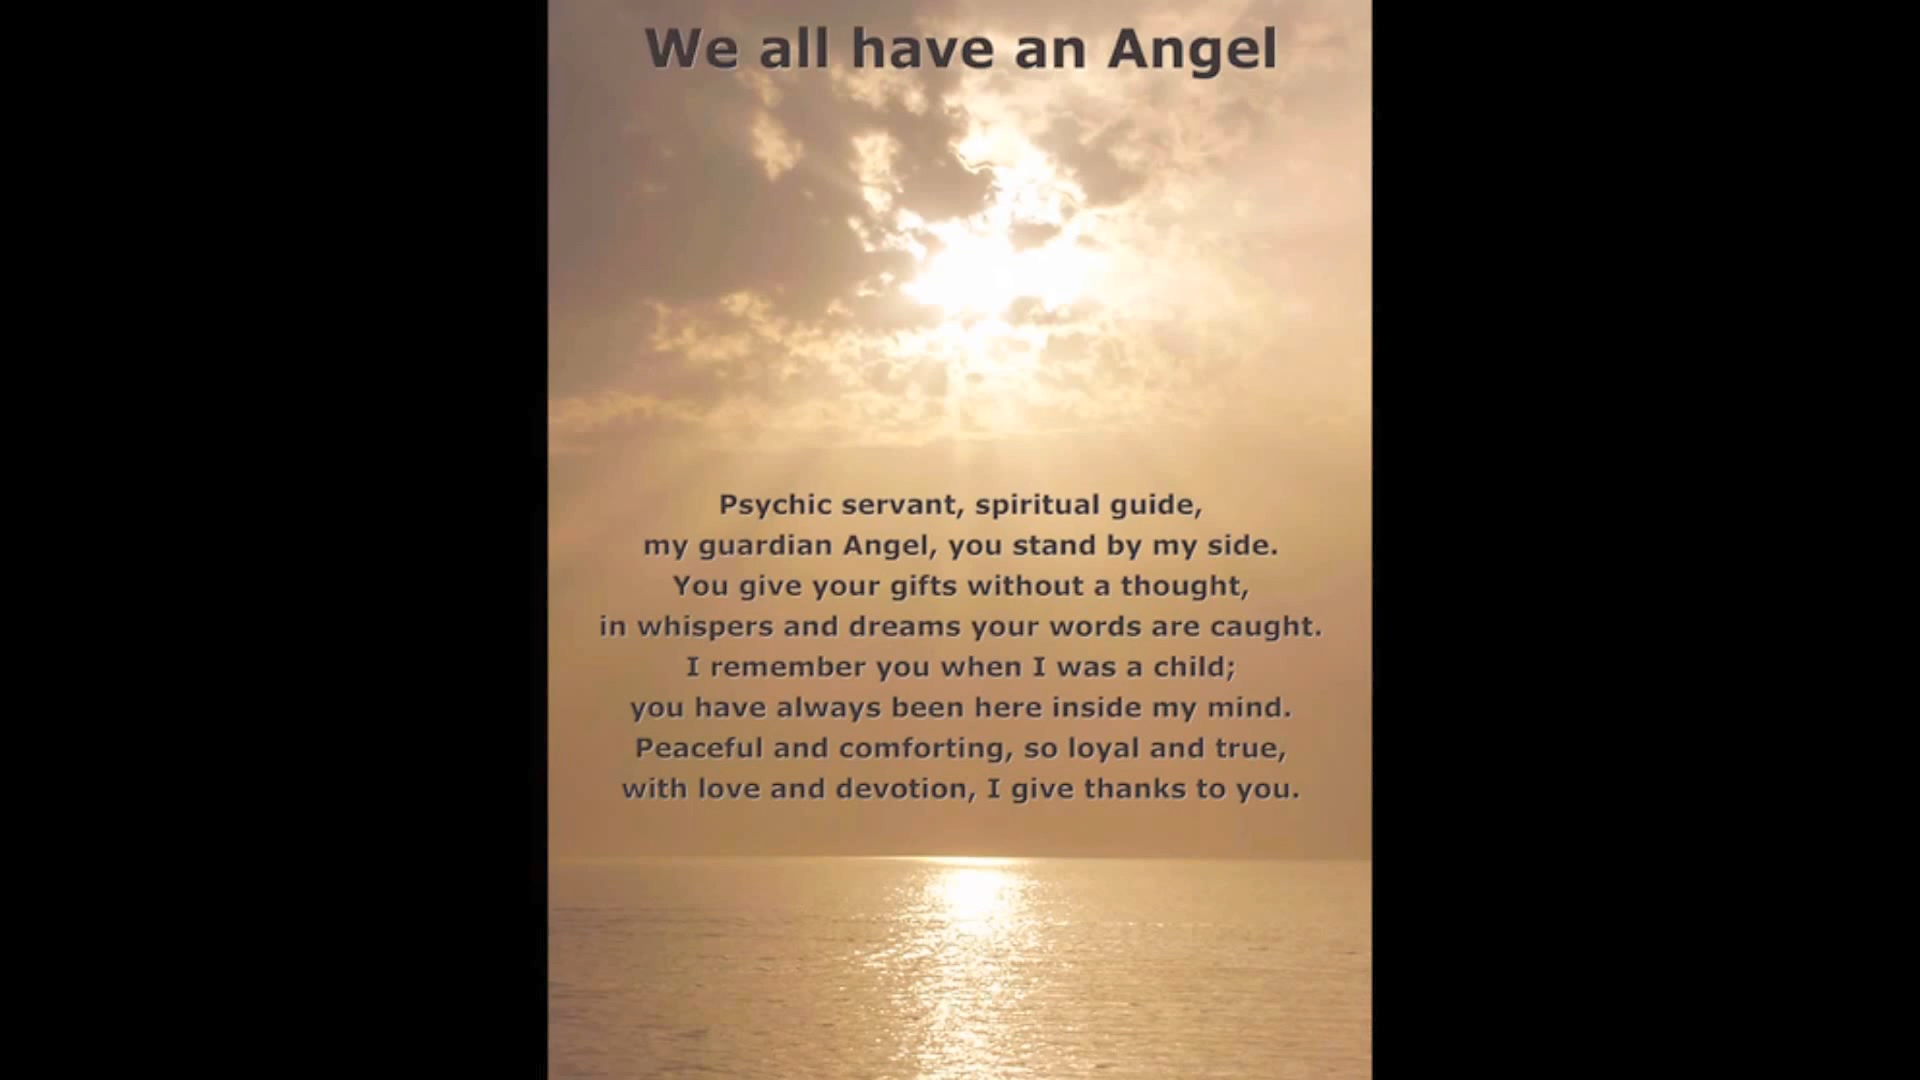 We all have an Angel
Psychic servant, spiritual guide,
my guardian Angel, you stand by my side.
You give your gifts without a thought,
in whispers and dreams your words are caught.
I remember you when I was a child;
you have always been here inside my mind.
Peaceful and comforting, so loyal and true,
with love and devotion, I give thanks to you.